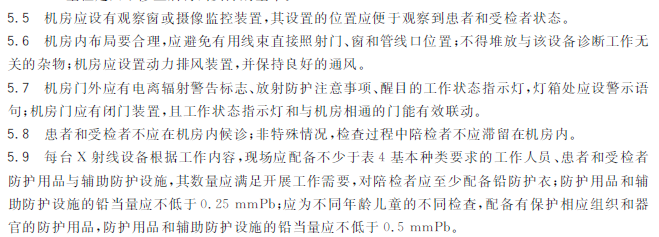 5.5 机房应设有观察窗或摄像监控装置,其设置的位置应便于观察到患者和受检者状态。
5.6 机房内布局要合理,应避免有用线束直接照射门、窗和管线口位置;不得堆放与该设备诊断工作无
关的杂物;机房应设置动力排风装置,并保持良好的通风。
5.7 机房门外应有电离辐射警告标志、放射防护注意事项、醒目的工作状态指示灯,灯箱处应设警示语
句;机房门应有闭门装置,且工作状态指示灯和与机房相通的门能有效联动。
5.8 患者和受检者不应在机房内候诊;非特殊情况,检查过程中陪检者不应滞留在机房内。
5.9 每台 X 射线设备根据工作内容,现场应配备不少于表 4 基本种类要求的工作人员、患者和受检者
防护用品与辅助防护设施,其数量应满足开展工作需要,对陪检者应至少配备铅防护衣;防护用品和辅
助防护设施的铅当量应不低于 0.25 mmPb;应为不同年龄儿童的不同检查,配备有保护相应组织和器
官的防护用品,防护用品和辅助防护设施的铅当量应不低于 0.5 mmPb。